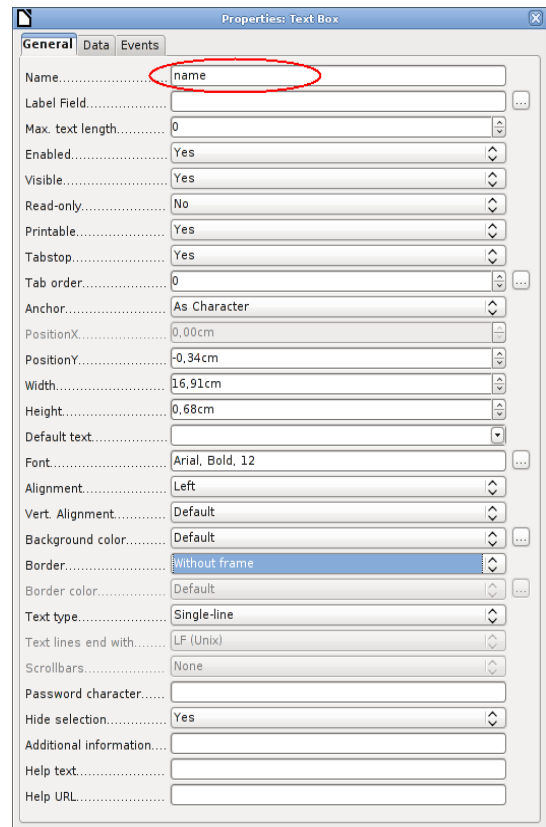 Properties: Text Box
General Data Events
Name........................ name
Label Field.................. ...
Max. text length............ 0
Enabled...................... Yes
Visible....................... Yes
Read-only.................... No
Printable.................... Yes
Tabstop...................... Yes
Tab order.................... 0 ...
Anchor....................... As Character
PositionX.................... 0,00cm
PositionY.................... -0,34cm
Width........................ 16,91cm
Height....................... 0,68cm
Default text.................
Font......................... Arial, Bold, 12 ...
Alignment.................... Left
Vert. Alignment............. Default
Background color........... Default ...
Border....................... Without frame
Border color................. Default ...
Text type.................... Single-line
Text lines end with........ LF (Unix)
Scrollbars................... None
Password character......
Hide selection.............. Yes
Additional information....
Help text....................
Help URL....................